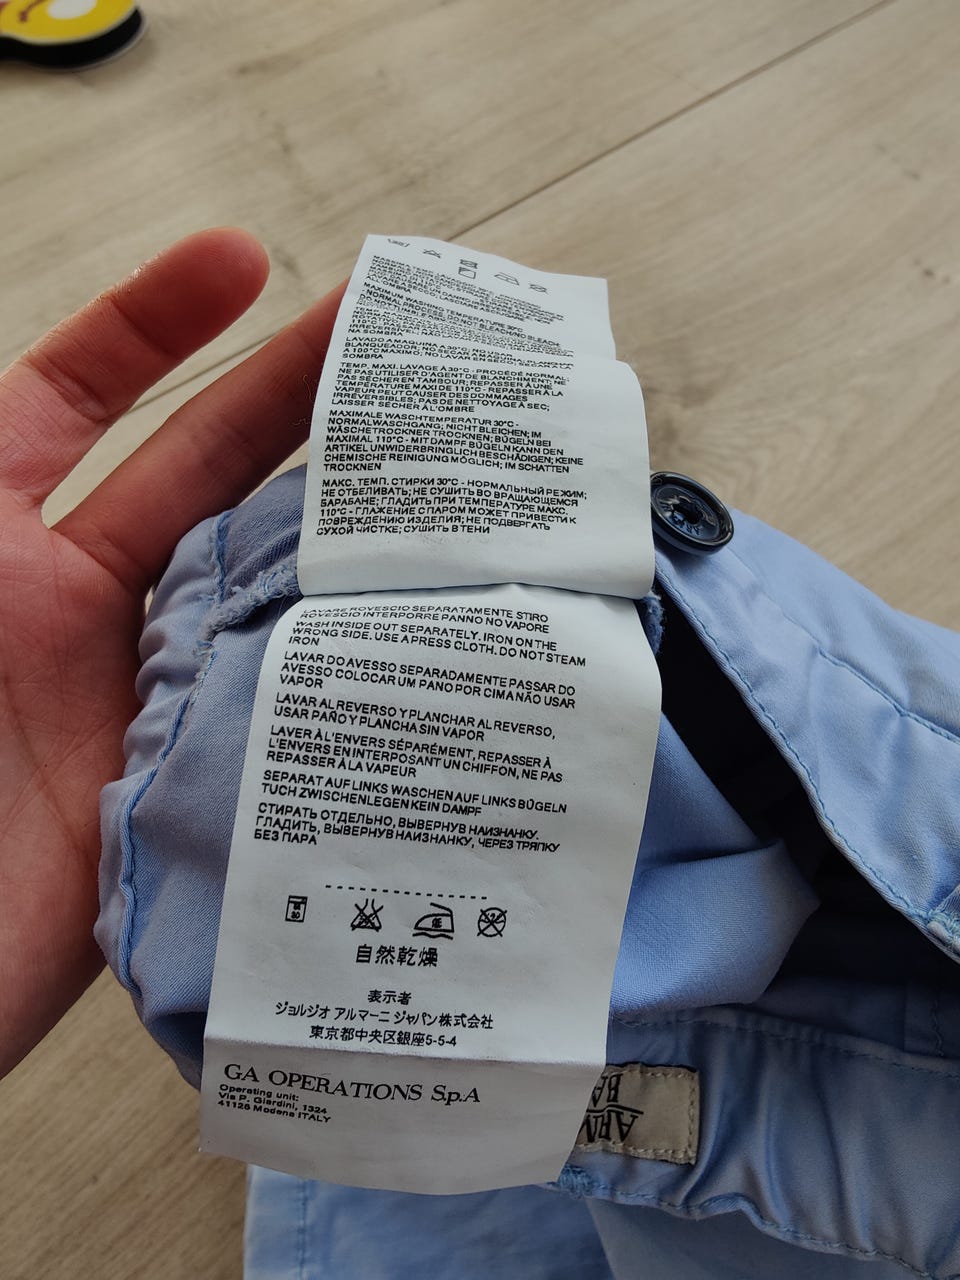 MAXIMUM WASHING TEMPERATURE 30°C
- NORMAL PROCESS
SOMBRA
TEMP. MAXI. LAVAGE À 30°C - PROCÉDÉ NORMAL;
NE PAS UTILISER D'AGENT DE BLANCHIMENT; NE
PAS SÉCHER EN TAMBOUR; REPASSER À UNE
TEMPÉRATURE MAXI DE 110°C - REPASSER À LA
VAPEUR PEUT CAUSER DES DOMMAGES
IRRÉVERSIBLES; PAS DE NETTOYAGE À SEC;
LAISSER SÉCHER À L'OMBRE
MAXIMALE WASCHTEMPERATUR 30°C -
NORMALWASCHGANG; NICHT BLEICHEN; IM
WÄSCHETROCKNER TROCKNEN; BÜGELN BEI
MAXIMAL 110°C - MIT DAMPF BÜGELN KANN DEN
ARTIKEL UNWIDERBRINGLICH BESCHÄDIGEN; KEINE
CHEMISCHE REINIGUNG MÖGLICH; IM SCHATTEN
TROCKNEN
МАКС. ТЕМП. СТИРКИ 30°C - НОРМАЛЬНЫЙ РЕЖИМ;
НЕ ОТБЕЛИВАТЬ; НЕ СУШИТЬ ВО ВРАЩАЮЩЕМСЯ
БАРАБАНЕ; ГЛАДИТЬ ПРИ ТЕМПЕРАТУРЕ МАКС.
110°C - ГЛАЖЕНИЕ С ПАРОМ МОЖЕТ ПРИВЕСТИ К
ПОВРЕЖДЕНИЮ ИЗДЕЛИЯ; НЕ ПОДВЕРГАТЬ
СУХОЙ ЧИСТКЕ; СУШИТЬ В ТЕНИ
LAVARE ROVESCIO SEPARATAMENTE STIRO
ROVESCIO INTERPORRE PANNO NO VAPORE
WASH INSIDE OUT SEPARATELY. IRON ON THE
WRONG SIDE. USE A PRESS CLOTH. DO NOT STEAM
IRON
LAVAR DO AVESSO SEPARADAMENTE PASSAR DO
AVESSO COLOCAR UM PANO POR CIMA NÃO USAR
VAPOR
LAVAR AL REVERSO Y PLANCHAR AL REVERSO,
USAR PAÑO Y PLANCHA SIN VAPOR
LAVER À L'ENVERS SÉPARÉMENT, REPASSER À
L'ENVERS EN INTERPOSANT UN CHIFFON, NE PAS
REPASSER À LA VAPEUR
SEPARAT AUF LINKS WASCHEN AUF LINKS BÜGELN
TUCH ZWISCHENLEGEN KEIN DAMPF
СТИРАТЬ ОТДЕЛЬНО, ВЫВЕРНУВ НАИЗНАНКУ.
ГЛАДИТЬ, ВЫВЕРНУВ НАИЗНАНКУ, ЧЕРЕЗ ТРЯПКУ
БЕЗ ПАРА
30
自然乾燥
表示者
ジョルジオ アルマーニ ジャパン株式会社
東京都中央区銀座5-5-4
GA OPERATIONS S.p.A
Operating unit:
Via P. Giardini, 1324
41126 Modena ITALY